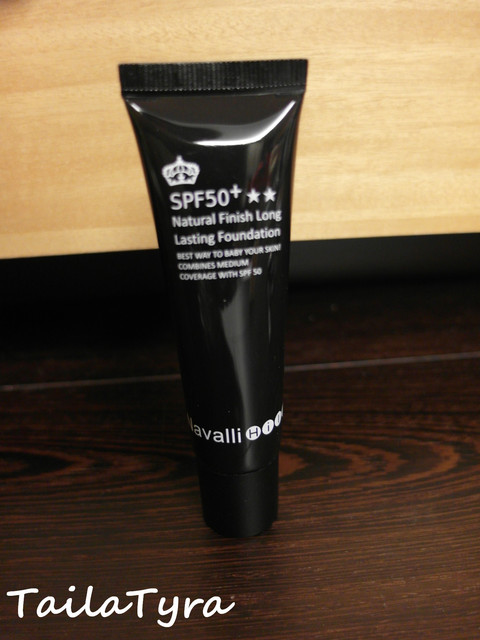 SPF50+ ★★
Natural Finish Long
Lasting Foundation
BEST WAY TO BABY YOUR SKIN!
COMBINES MEDIUM
COVERAGE WITH SPF 50
TailaTyra